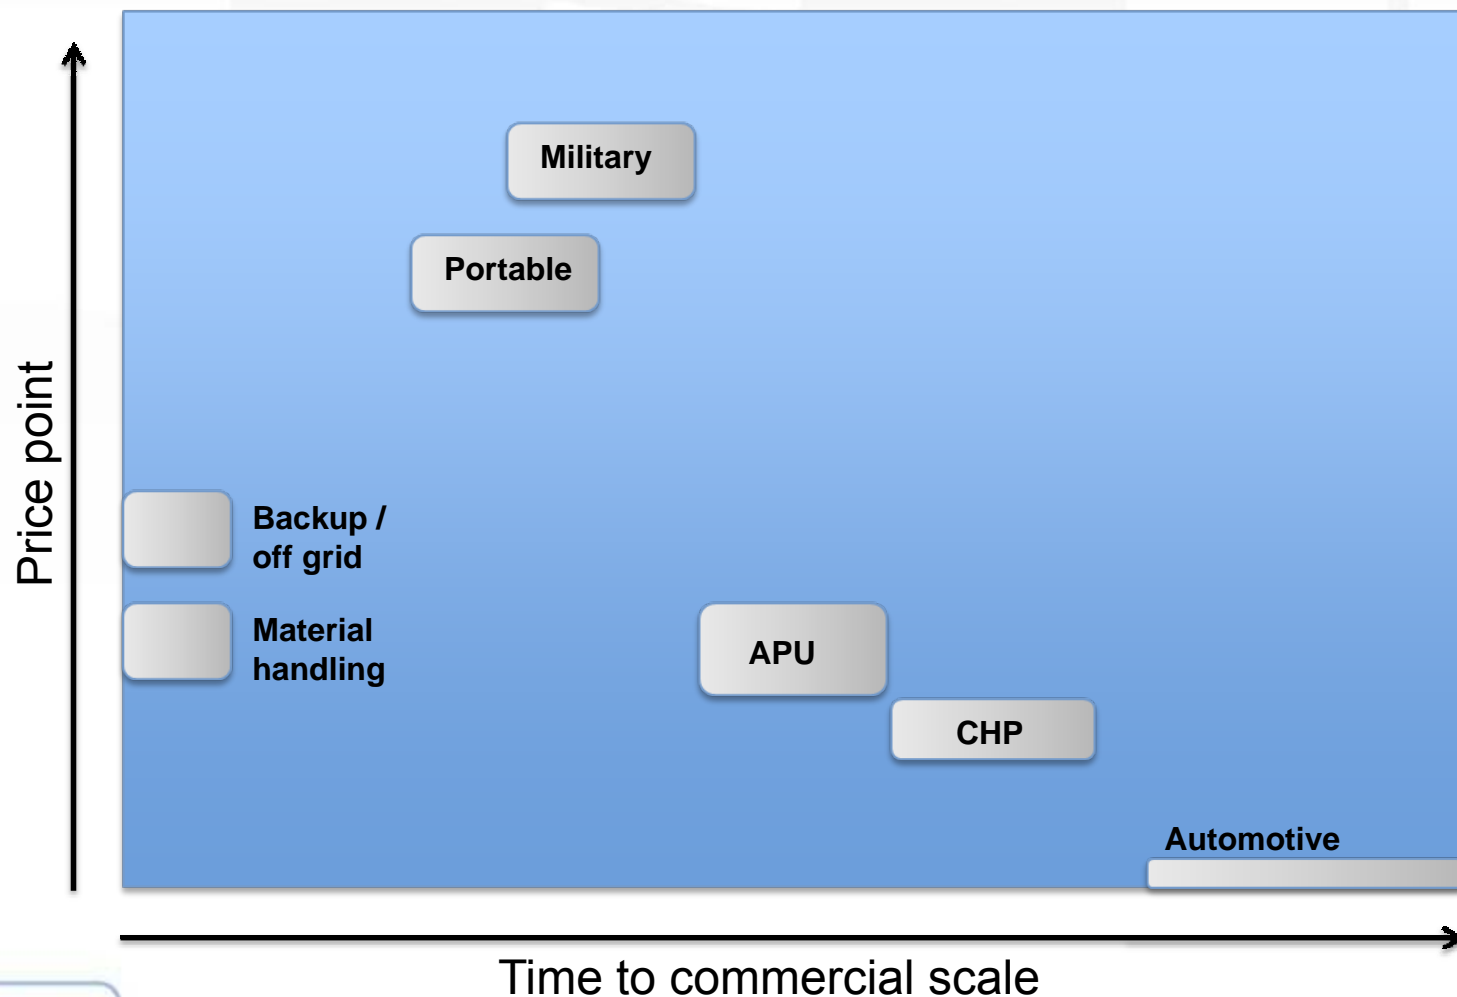 Military
Portable
Price point
Backup /
off grid
Material
handling
APU
CHP
Automotive
Time to commercial scale